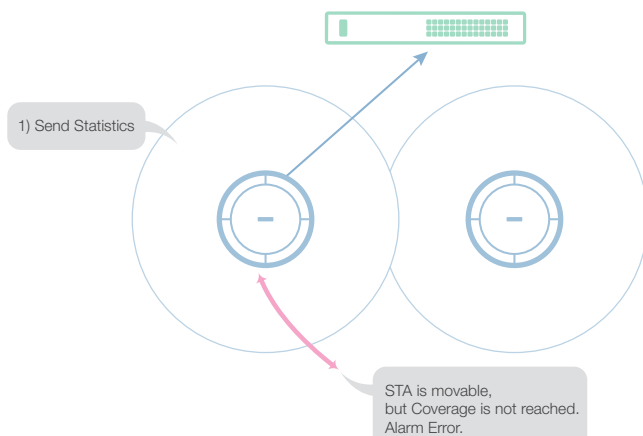 1) Send Statistics
STA is movable,
but Coverage is not reached.
Alarm Error.